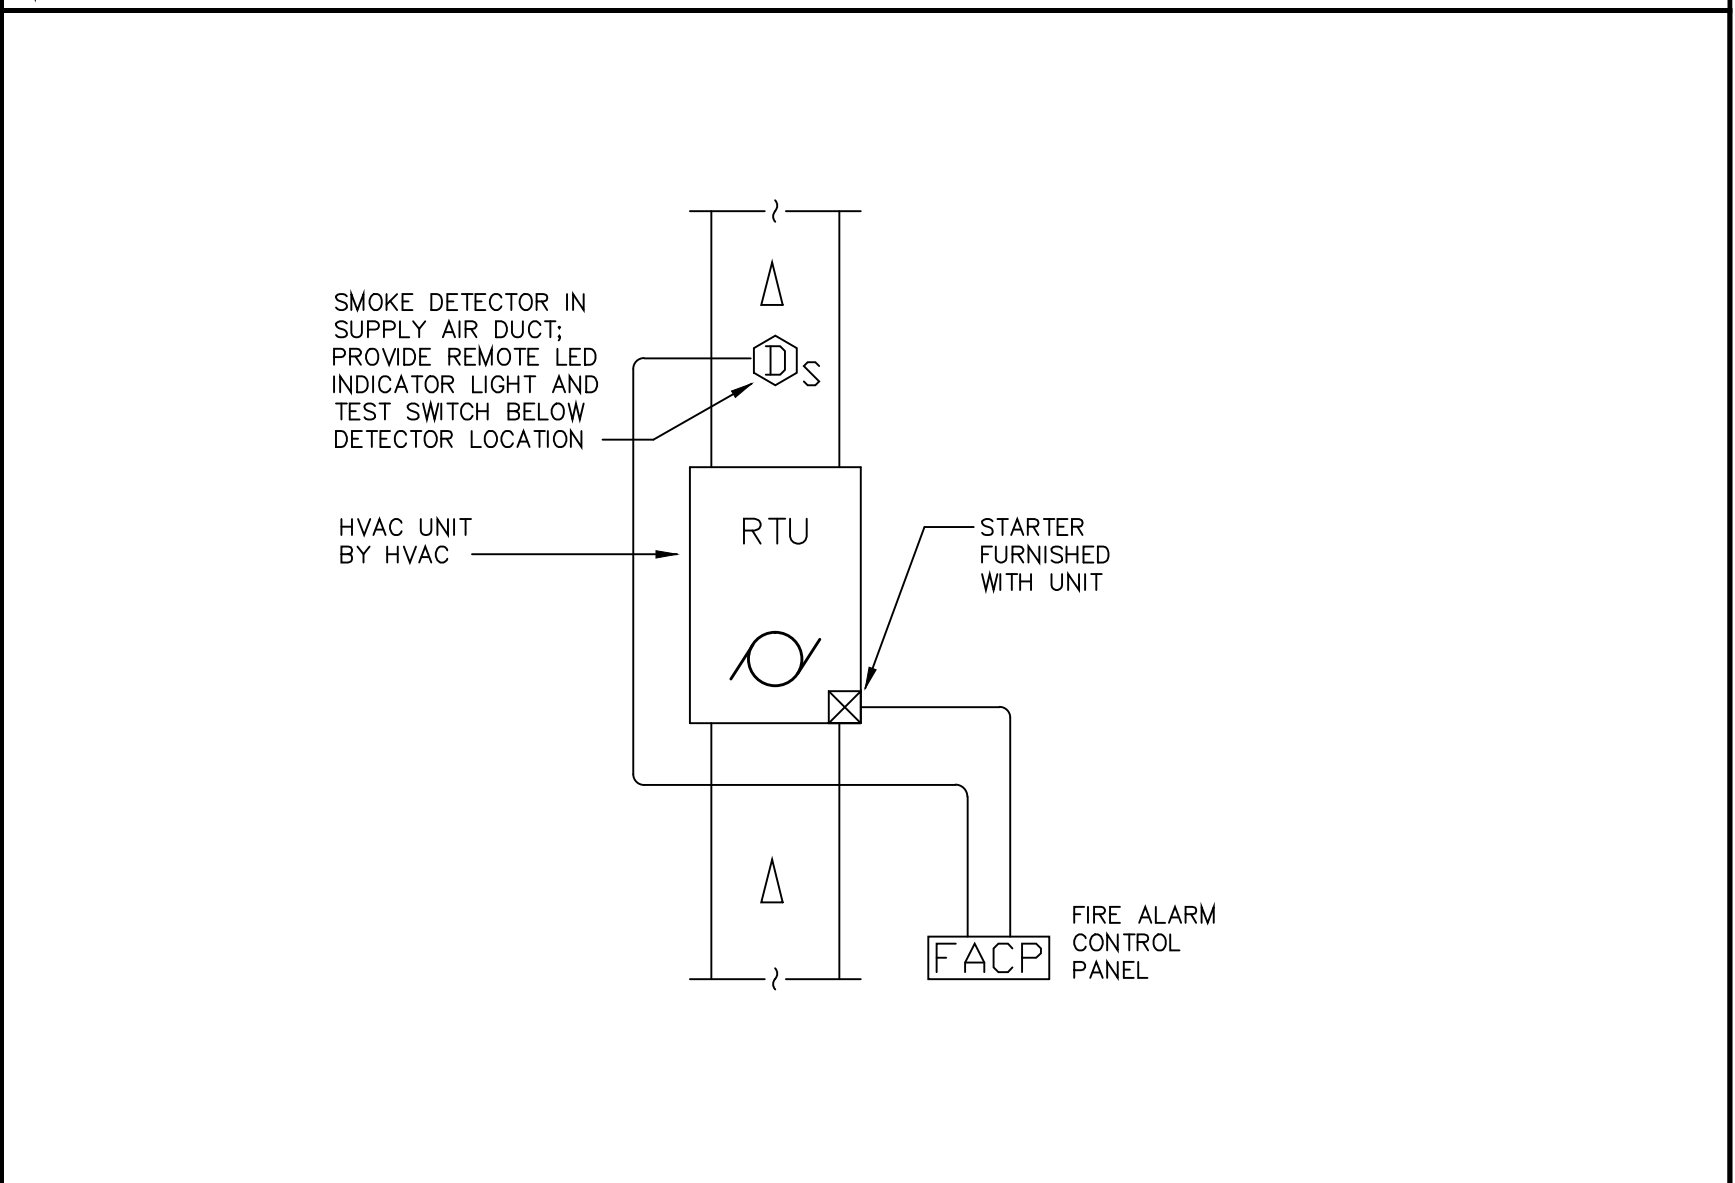 SMOKE DETECTOR IN
SUPPLY AIR DUCT;
PROVIDE REMOTE LED
INDICATOR LIGHT AND
TEST SWITCH BELOW
DETECTOR LOCATION
D S
HVAC UNIT
BY HVAC
RTU
STARTER
FURNISHED
WITH UNIT
FACP
FIRE ALARM
CONTROL
PANEL